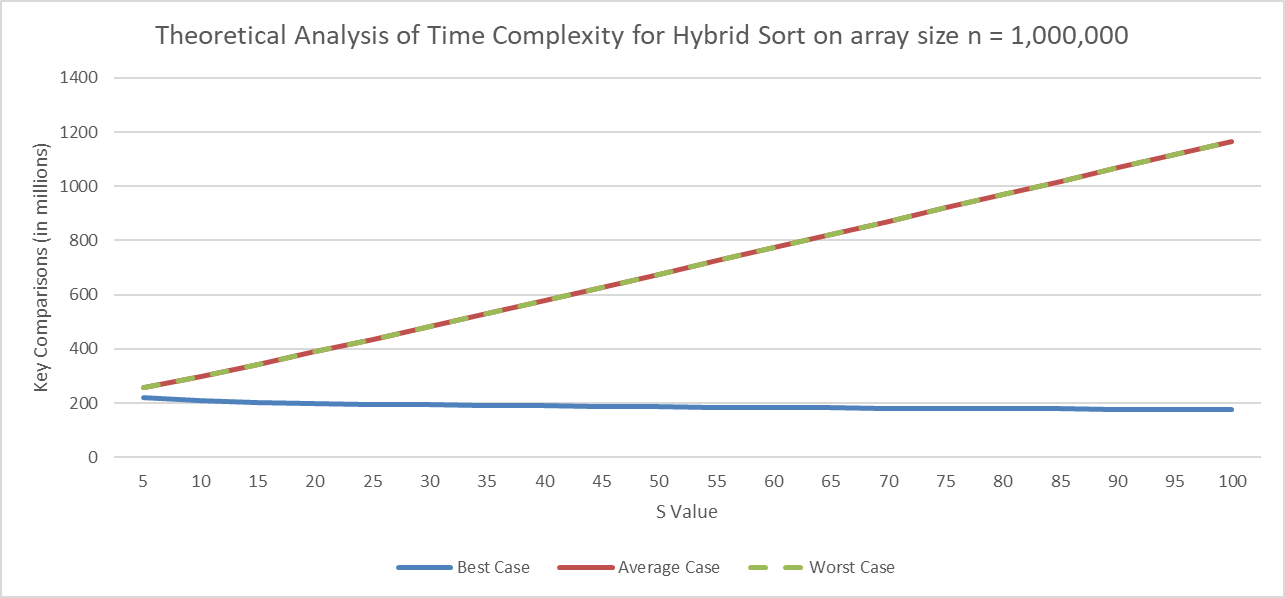 Theoretical Analysis of Time Complexity for Hybrid Sort on array size n = 1,000,000
Key Comparisons (in millions)
1400
1200
1000
800
600
400
200
0
5 10 15 20 25 30 35 40 45 50 55 60 65 70 75 80 85 90 95 100
S Value
Best Case Average Case Worst Case